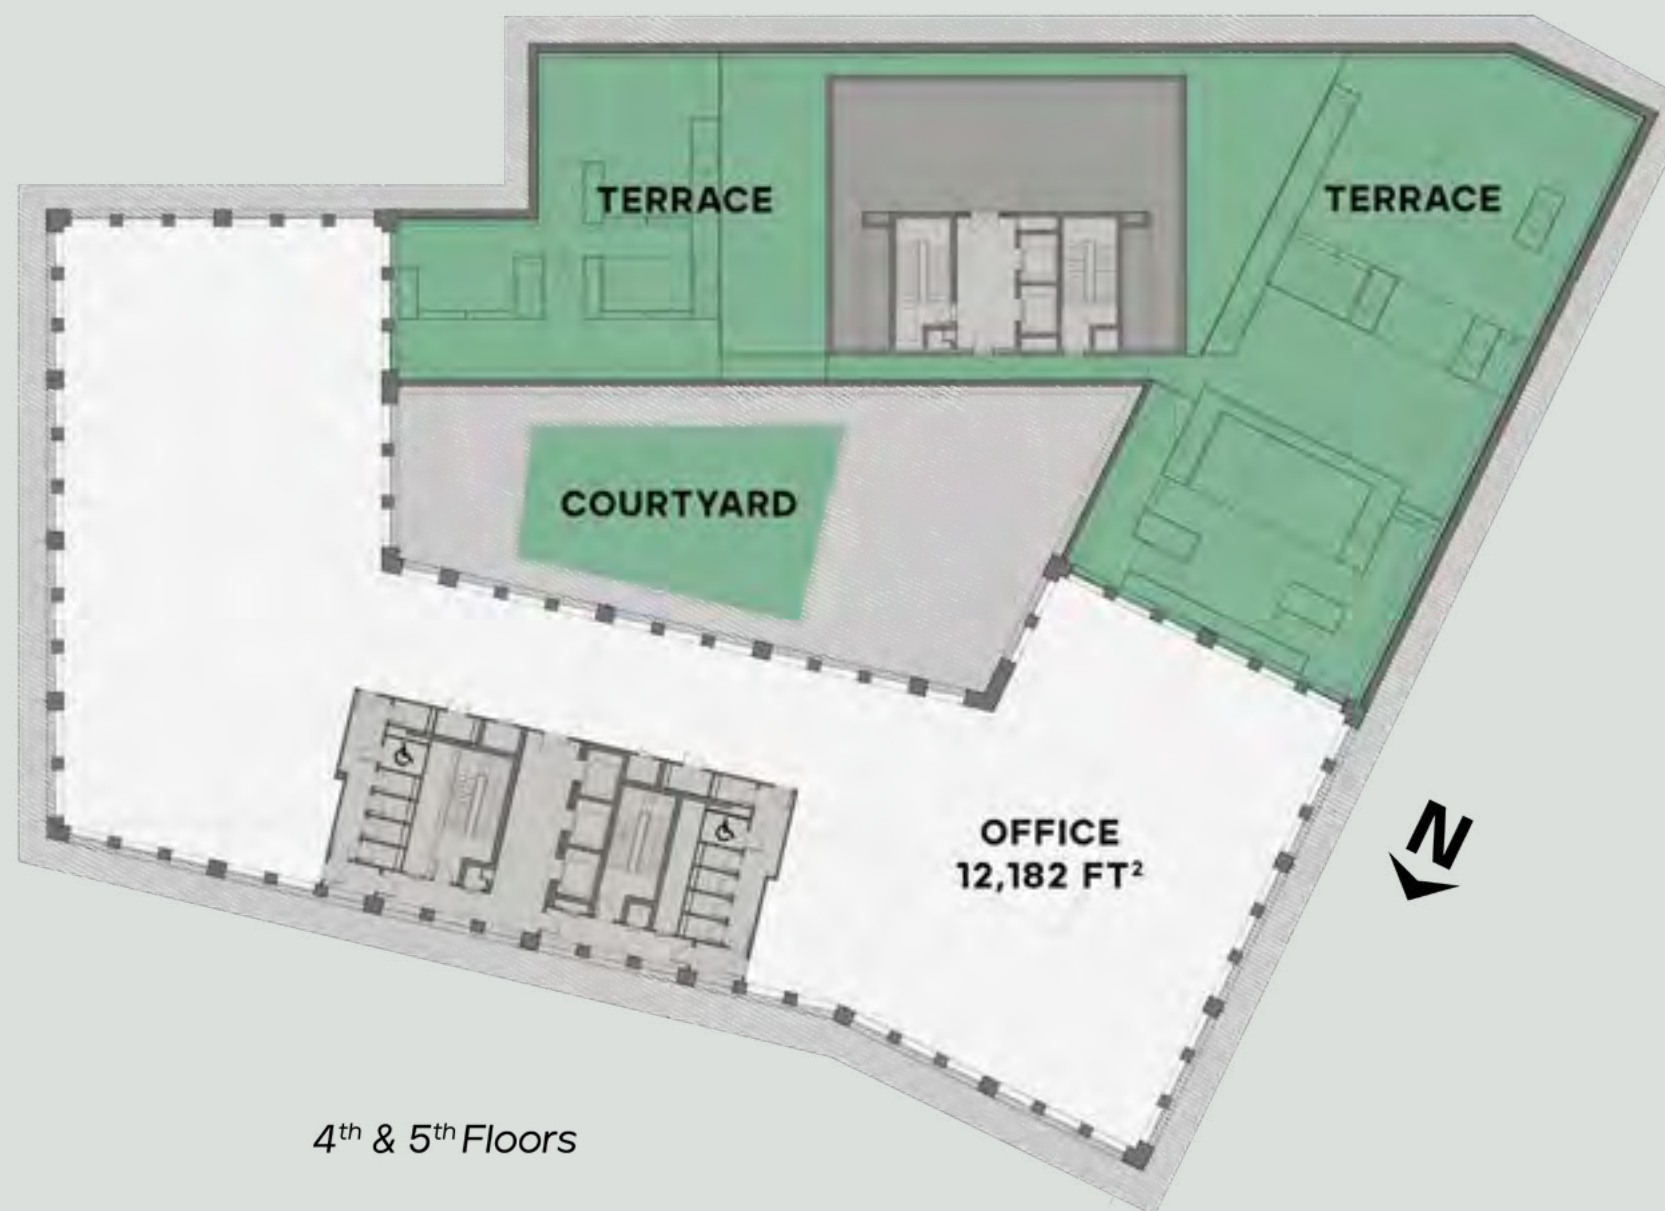 TERRACE
TERRACE
COURTYARD
OFFICE
12,182 FT²
N
4th & 5th Floors